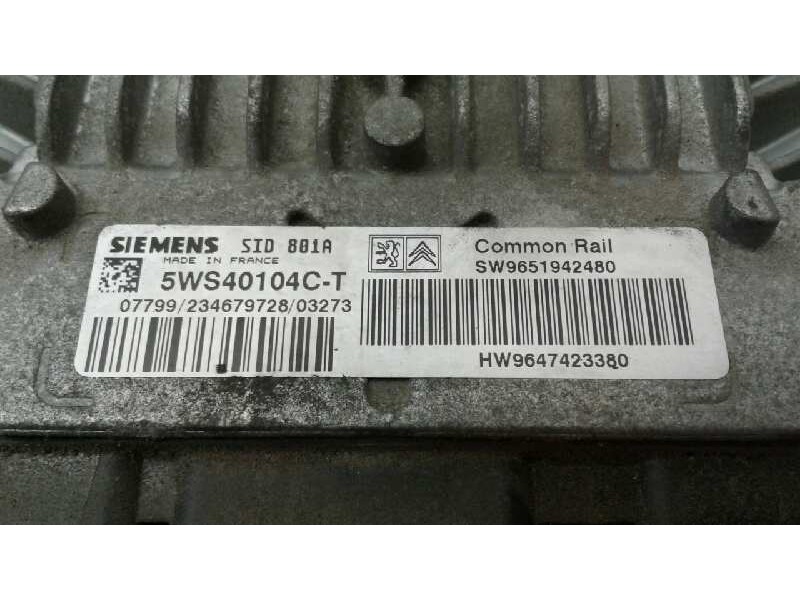 SIEMENS SID 801A
MADE IN FRANCE
5WS40104C-T
07799/234679728/03273
Common Rail
SW9651942480
HW9647423380